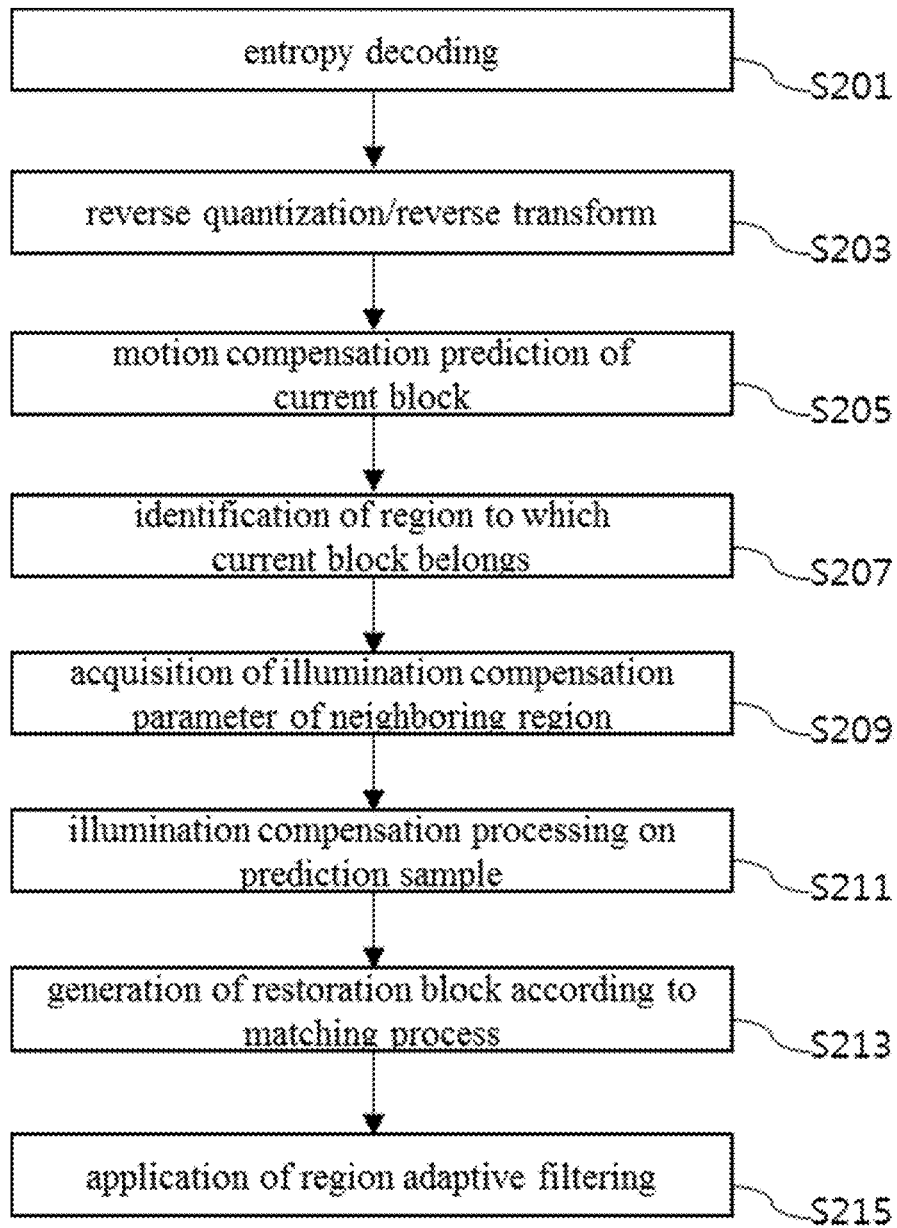 entropy decoding
S201
reverse quantization/reverse transform
S203
motion compensation prediction of
current block
S205
identification of region to which
current block belongs
S207
acquisition of illumination compensation
parameter of neighboring region
S209
illumination compensation processing on
prediction sample
S211
generation of restoration block according to
matching process
S213
application of region adaptive filtering
S215